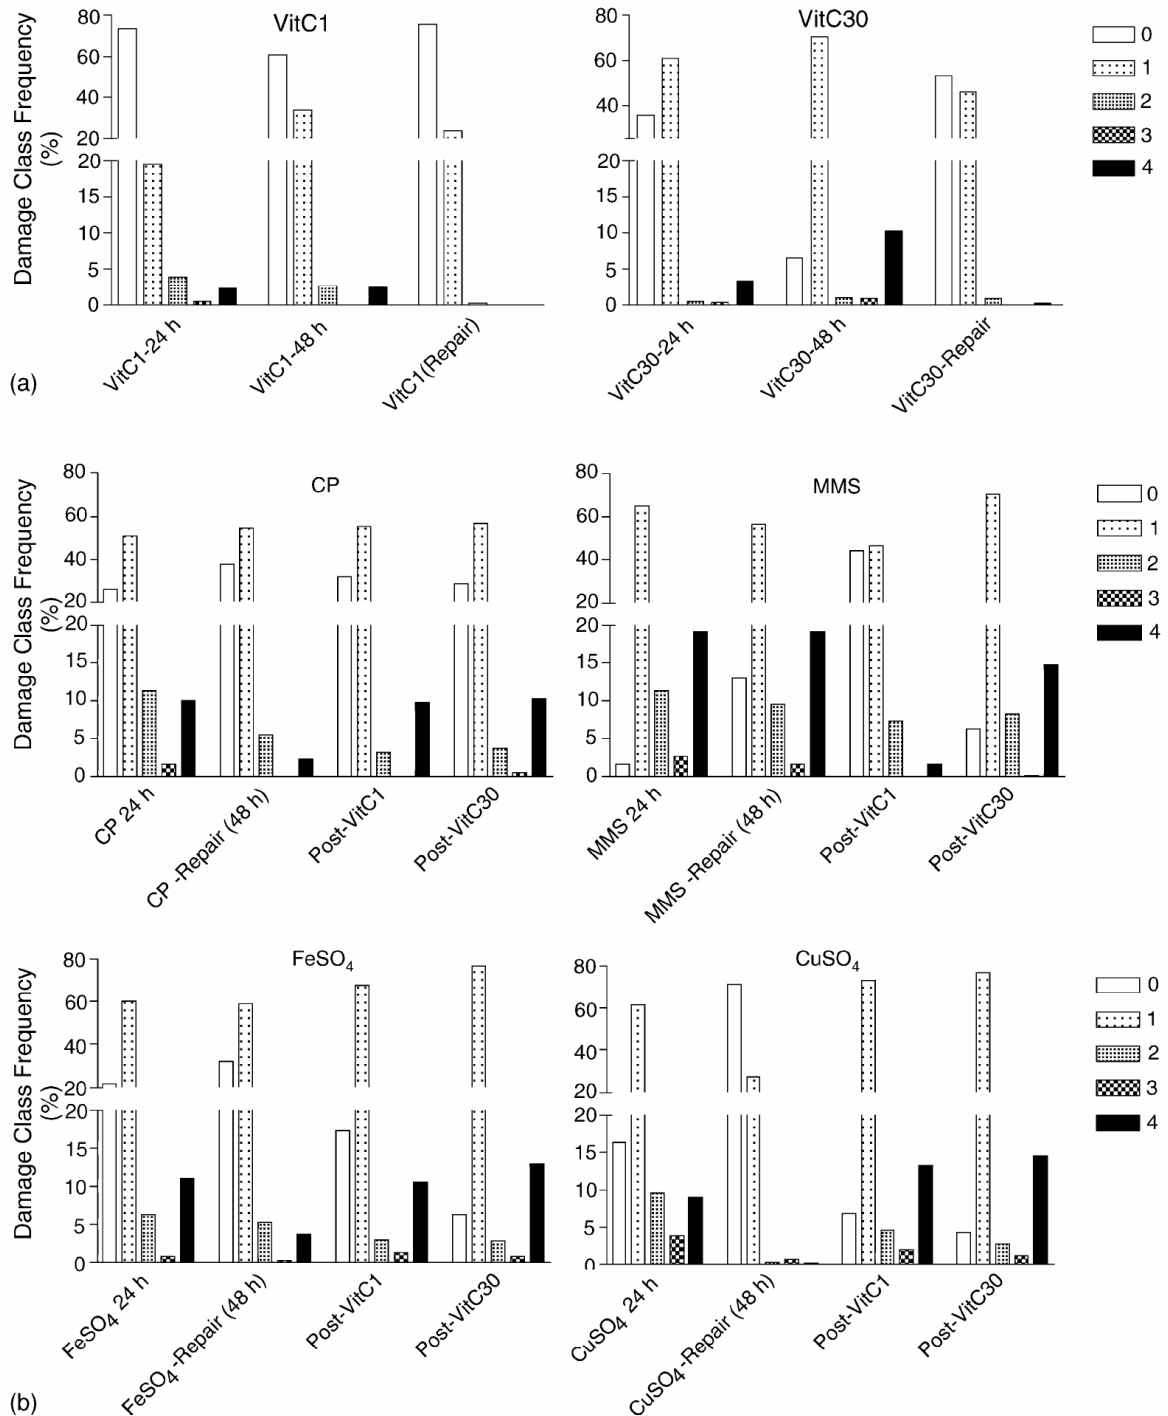 VitC1
VitC30
Damage Class Frequency
(%)
80
60
40
20
20
15
10
5
0
80
60
40
20
15
10
5
0
0
1
2
3
4
VitC1-24 h
VitC1-48 h
VitC1(Repair)
VitC30-24 h
VitC30-48 h
VitC30-Repair
(a)
CP
MMS
Damage Class Frequency
(%)
80
60
40
20
20
15
10
5
0
80
60
40
20
20
15
10
5
0
0
1
2
3
4
CP 24 h
CP -Repair (48 h)
Post-VitC1
Post-VitC30
MMS 24 h
MMS -Repair (48 h)
Post-VitC1
Post-VitC30
FeSO4
CuSO4
Damage Class Frequency
(%)
80
60
40
20
20
15
10
5
0
80
60
40
20
20
15
10
5
0
0
1
2
3
4
FeSO4 24 h
FeSO4-Repair (48 h)
Post-VitC1
Post-VitC30
CuSO4 24 h
CuSO4-Repair (48 h)
Post-VitC1
Post-VitC30
(b)